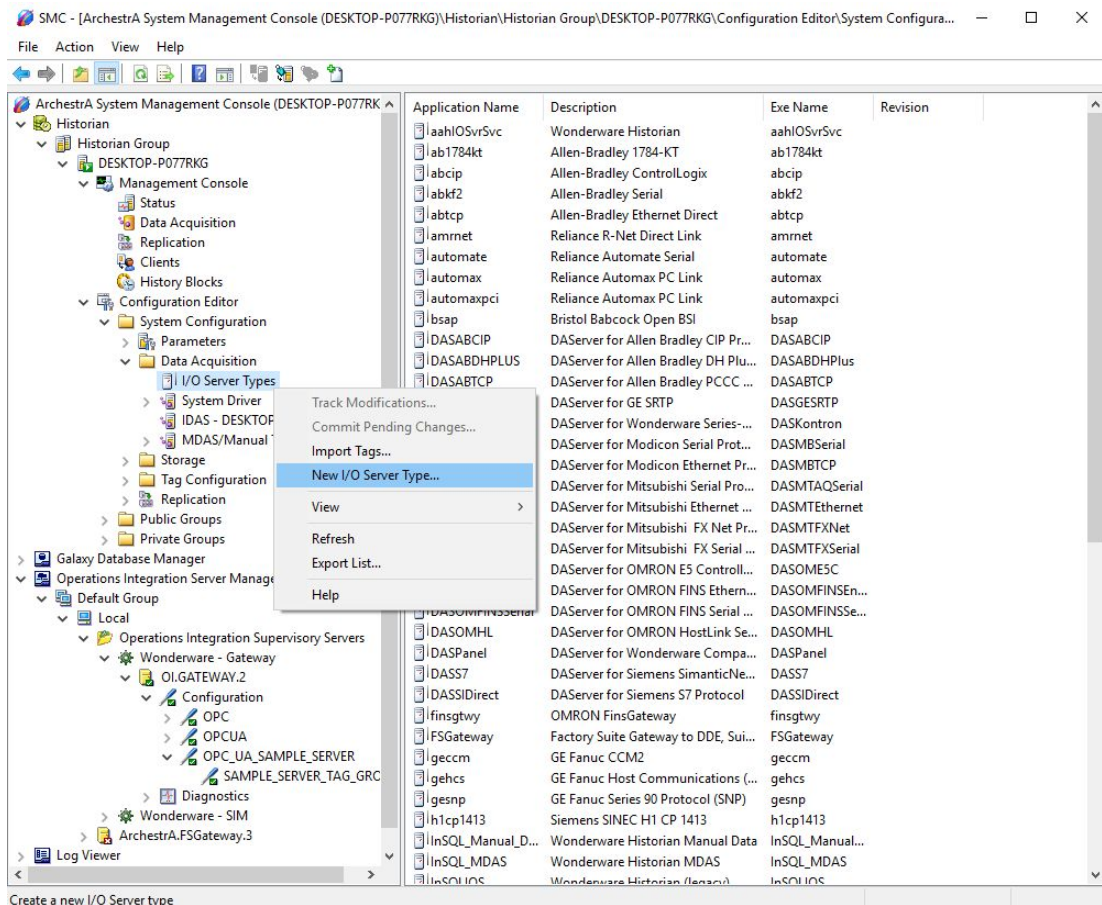 SMC - [ArchestrA System Management Console (DESKTOP-P077RKG)\Historian\Historian Group\DESKTOP-P077RKG\Configuration Editor\System Configura...
File Action View Help
ArchestrA System Management Console (DESKTOP-P077RK
Historian
Historian Group
DESKTOP-P077RKG
Management Console
Status
Data Acquisition
Replication
Clients
History Blocks
Configuration Editor
System Configuration
Parameters
Data Acquisition
I/O Server Types
System Driver
IDAS - DESKTOP
MDAS/Manual
Storage
Tag Configuration
Replication
Public Groups
Private Groups
Galaxy Database Manager
Operations Integration Server Manage
Default Group
Local
Operations Integration Supervisory Servers
Wonderware - Gateway
OI.GATEWAY.2
Configuration
OPC
OPCUA
OPC_UA_SAMPLE_SERVER
SAMPLE_SERVER_TAG_GRC
Diagnostics
Wonderware - SIM
ArchestrA.FSGateway.3
Log Viewer
Track Modifications...
Commit Pending Changes...
Import Tags...
New I/O Server Type...
View
Refresh
Export List...
Help
Application Name Description Exe Name Revision
aahIOSvrSvc Wonderware Historian aahIOSvrSvc
ab1784kt Allen-Bradley 1784-KT ab1784kt
abcip Allen-Bradley ControlLogix abcip
abkf2 Allen-Bradley Serial abkf2
abtcp Allen-Bradley Ethernet Direct abtcp
amrnet Reliance R-Net Direct Link amrnet
automate Reliance Automate Serial automate
automax Reliance Automax PC Link automax
automaxpci Reliance Automax PC Link automaxpci
bsap Bristol Babcock Open BSI bsap
DASABCIP DAServer for Allen Bradley CIP Pr... DASABCIP
DASABDHPLUS DAServer for Allen Bradley DH Plu... DASABDHPlus
DASABTCP DAServer for Allen Bradley PCCC ... DASABTCP
DAServer for GE SRTP DASGESRTP
DAServer for Wonderware Series-... DASKontron
DAServer for Modicon Serial Prot... DASMBSerial
DAServer for Modicon Ethernet Pr... DASMBTCP
DAServer for Mitsubishi Serial Pro... DASMTAQSerial
DAServer for Mitsubishi Ethernet ... DASMTEthernet
DAServer for Mitsubishi FX Net Pr... DASMTFXNet
DAServer for Mitsubishi FX Serial ... DASMTFXSerial
DAServer for OMRON E5 Controll... DASOME5C
DAServer for OMRON FINS Ethern... DASOMFINSEn...
DASOMFINSSerial DAServer for OMRON FINS Serial ... DASOMFINSSe...
DASOMHL DAServer for OMRON HostLink Se... DASOMHL
DASPanel DAServer for Wonderware Compa... DASPanel
DASS7 DAServer for Siemens SimanticNe... DASS7
DASSIDirect DAServer for Siemens S7 Protocol DASSIDirect
finsgtwy OMRON FinsGateway finsgtwy
FSGateway Factory Suite Gateway to DDE, Sui... FSGateway
geccm GE Fanuc CCM2 geccm
gehcs GE Fanuc Host Communications (... gehcs
gesnp GE Fanuc Series 90 Protocol (SNP) gesnp
h1cp1413 Siemens SINEC H1 CP 1413 h1cp1413
InSQL_Manual_D... Wonderware Historian Manual Data InSQL_Manual...
InSQL_MDAS Wonderware Historian MDAS InSQL_MDAS
InSQLIOS Wonderware Historian (legacy) InSQLIOS
Create a new I/O Server type